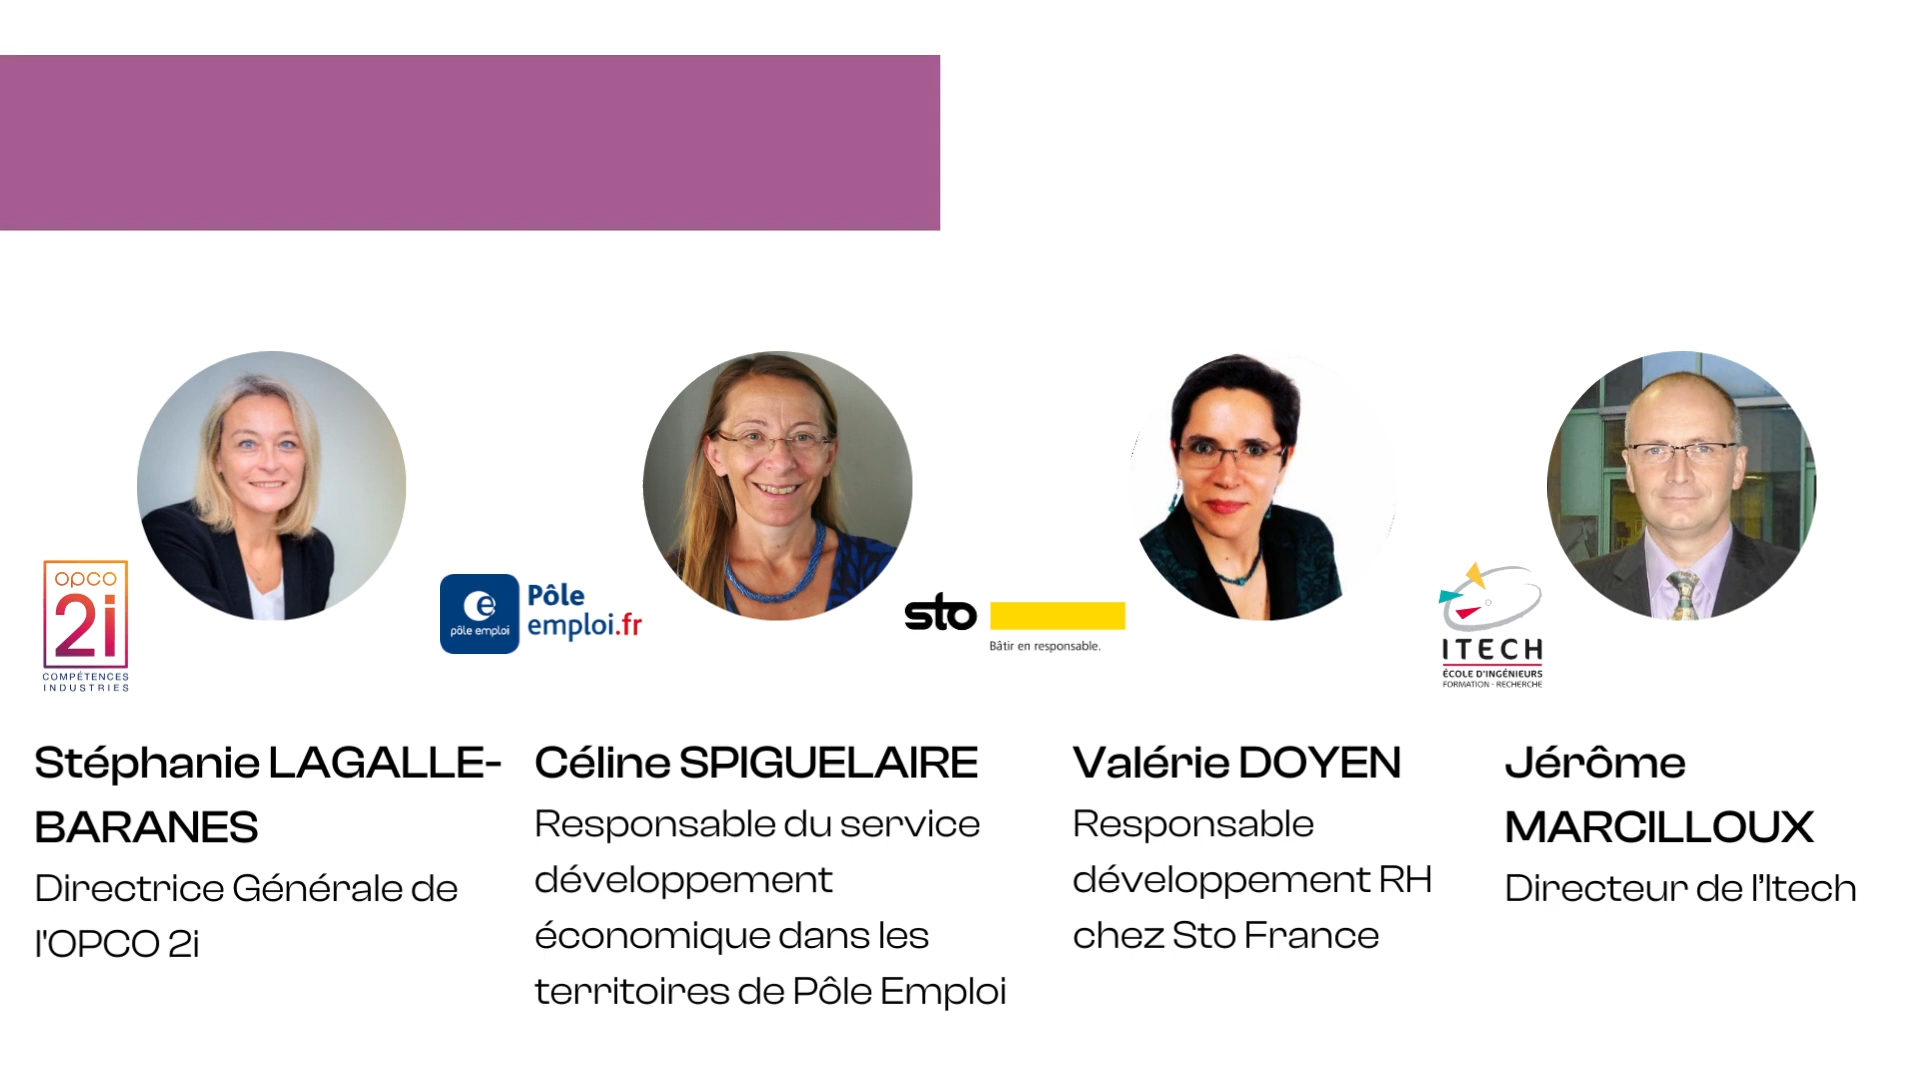 opco
2i
COMPÉTENCES
INDUSTRIES
pôle emploi
Pôle
emploi.fr
sto
Bâtir en responsable.
ITECH
ÉCOLE D'INGÉNIEURS
FORMATION - RECHERCHE
Stéphanie LAGALLE-
BARANES
Directrice Générale de
l'OPCO 2i
Céline SPIGUELAIRE
Responsable du service
développement
économique dans les
territoires de Pôle Emploi
Valérie DOYEN
Responsable
développement RH
chez Sto France
Jérôme
MARCILLOUX
Directeur de l'Itech